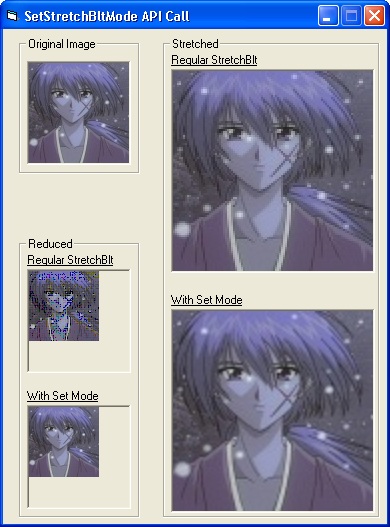 SetStretchBltMode API Call
Original Image
Reduced
Regular StretchBlt
With Set Mode
Stretched
Regular StretchBlt
With Set Mode